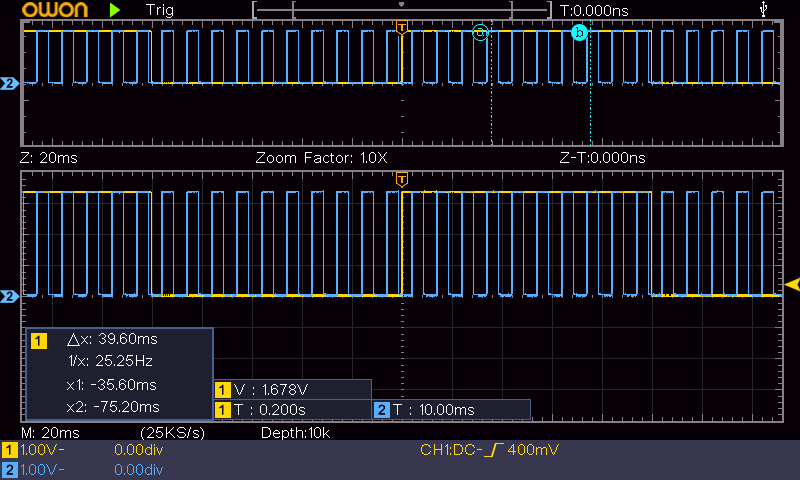 owon Trig T:0.000ns
T
a b
2
Z: 20ms Zoom Factor: 1.0X Z-T:0.000ns
T
2
1 △x: 39.60ms
1/x: 25.25Hz
x1: -35.60ms
x2: -75.20ms
1 V : 1.678V
1 T : 0.200s 2 T : 10.00ms
M: 20ms (25KS/s) Depth:10k
1 1.00V- 0.00div CH1:DC- 400mV
2 1.00V- 0.00div